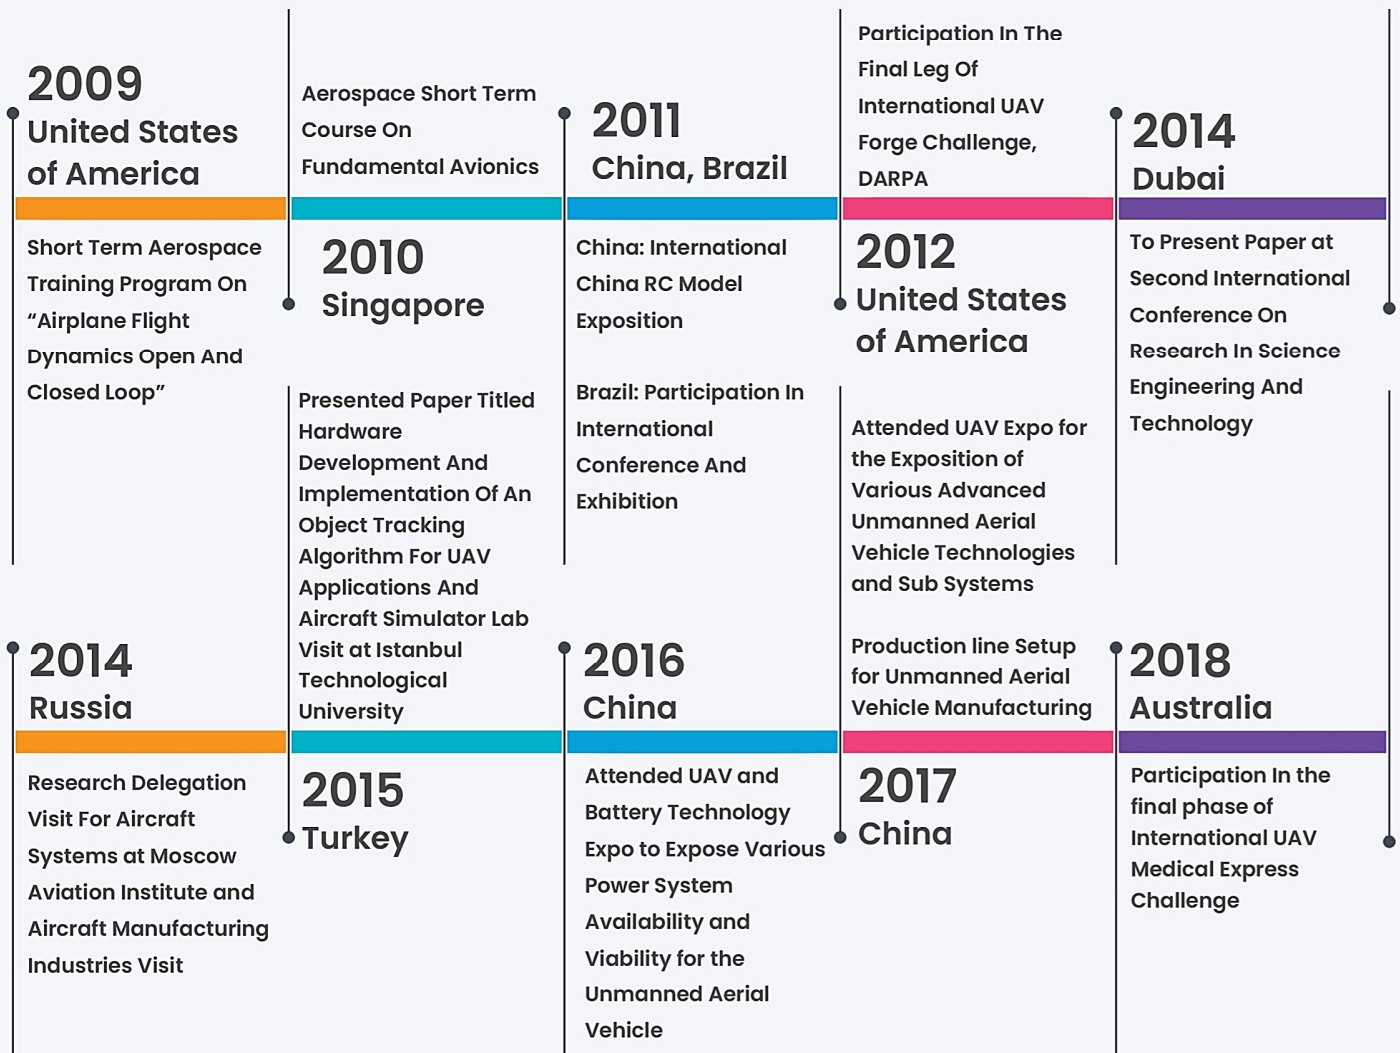 2009
United States
of America
Short Term Aerospace
Training Program On
“Airplane Flight
Dynamics Open And
Closed Loop”
Aerospace Short Term
Course On
Fundamental Avionics
2010
Singapore
2011
China, Brazil
China: International
China RC Model
Exposition
Brazil: Participation In
International
Conference And
Exhibition
Participation In The
Final Leg Of
International UAV
Forge Challenge,
DARPA
2012
United States
of America
2014
Dubai
To Present Paper at
Second International
Conference On
Research In Science
Engineering And
Technology
2014
Russia
Research Delegation
Visit For Aircraft
Systems at Moscow
Aviation Institute and
Aircraft Manufacturing
Industries Visit
Presented Paper Titled
Hardware
Development And
Implementation Of An
Object Tracking
Algorithm For UAV
Applications And
Aircraft Simulator Lab
Visit at Istanbul
Technological
University
2015
Turkey
2016
China
Attended UAV and
Battery Technology
Expo to Expose Various
Power System
Availability and
Viability for the
Unmanned Aerial
Vehicle
Attended UAV Expo for
the Exposition of
Various Advanced
Unmanned Aerial
Vehicle Technologies
and Sub Systems
Production line Setup
for Unmanned Aerial
Vehicle Manufacturing
2017
China
2018
Australia
Participation In the
final phase of
International UAV
Medical Express
Challenge